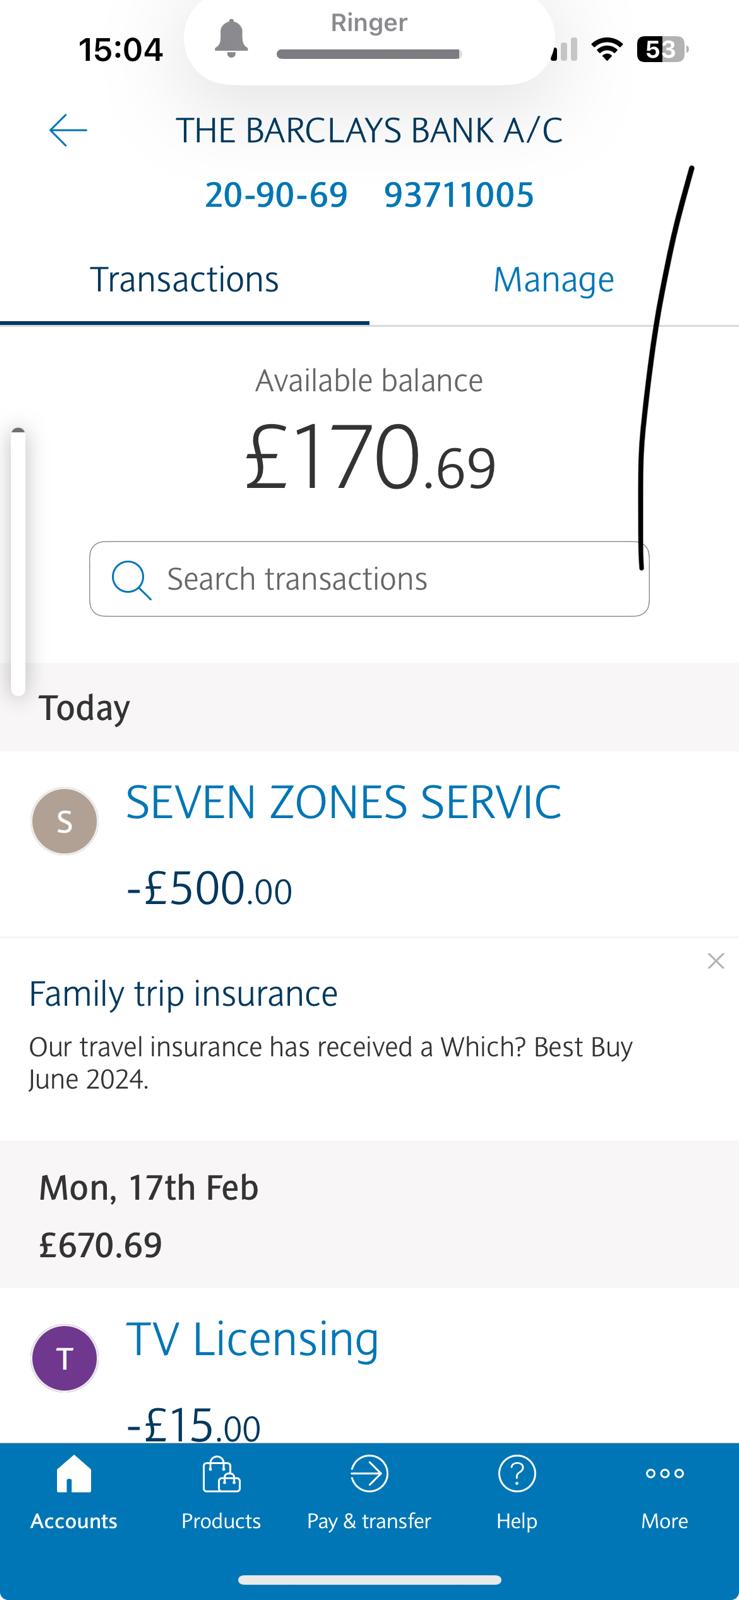 Ringer
15:04
53
THE BARCLAYS BANK A/C
20-90-69 93711005
Transactions Manage
Available balance
£170.69
Search transactions
Today
S SEVEN ZONES SERVIC
-£500.00
Family trip insurance
Our travel insurance has received a Which? Best Buy
June 2024.
Mon, 17th Feb
£670.69
T TV Licensing
-£15.00
Accounts Products Pay & transfer Help More